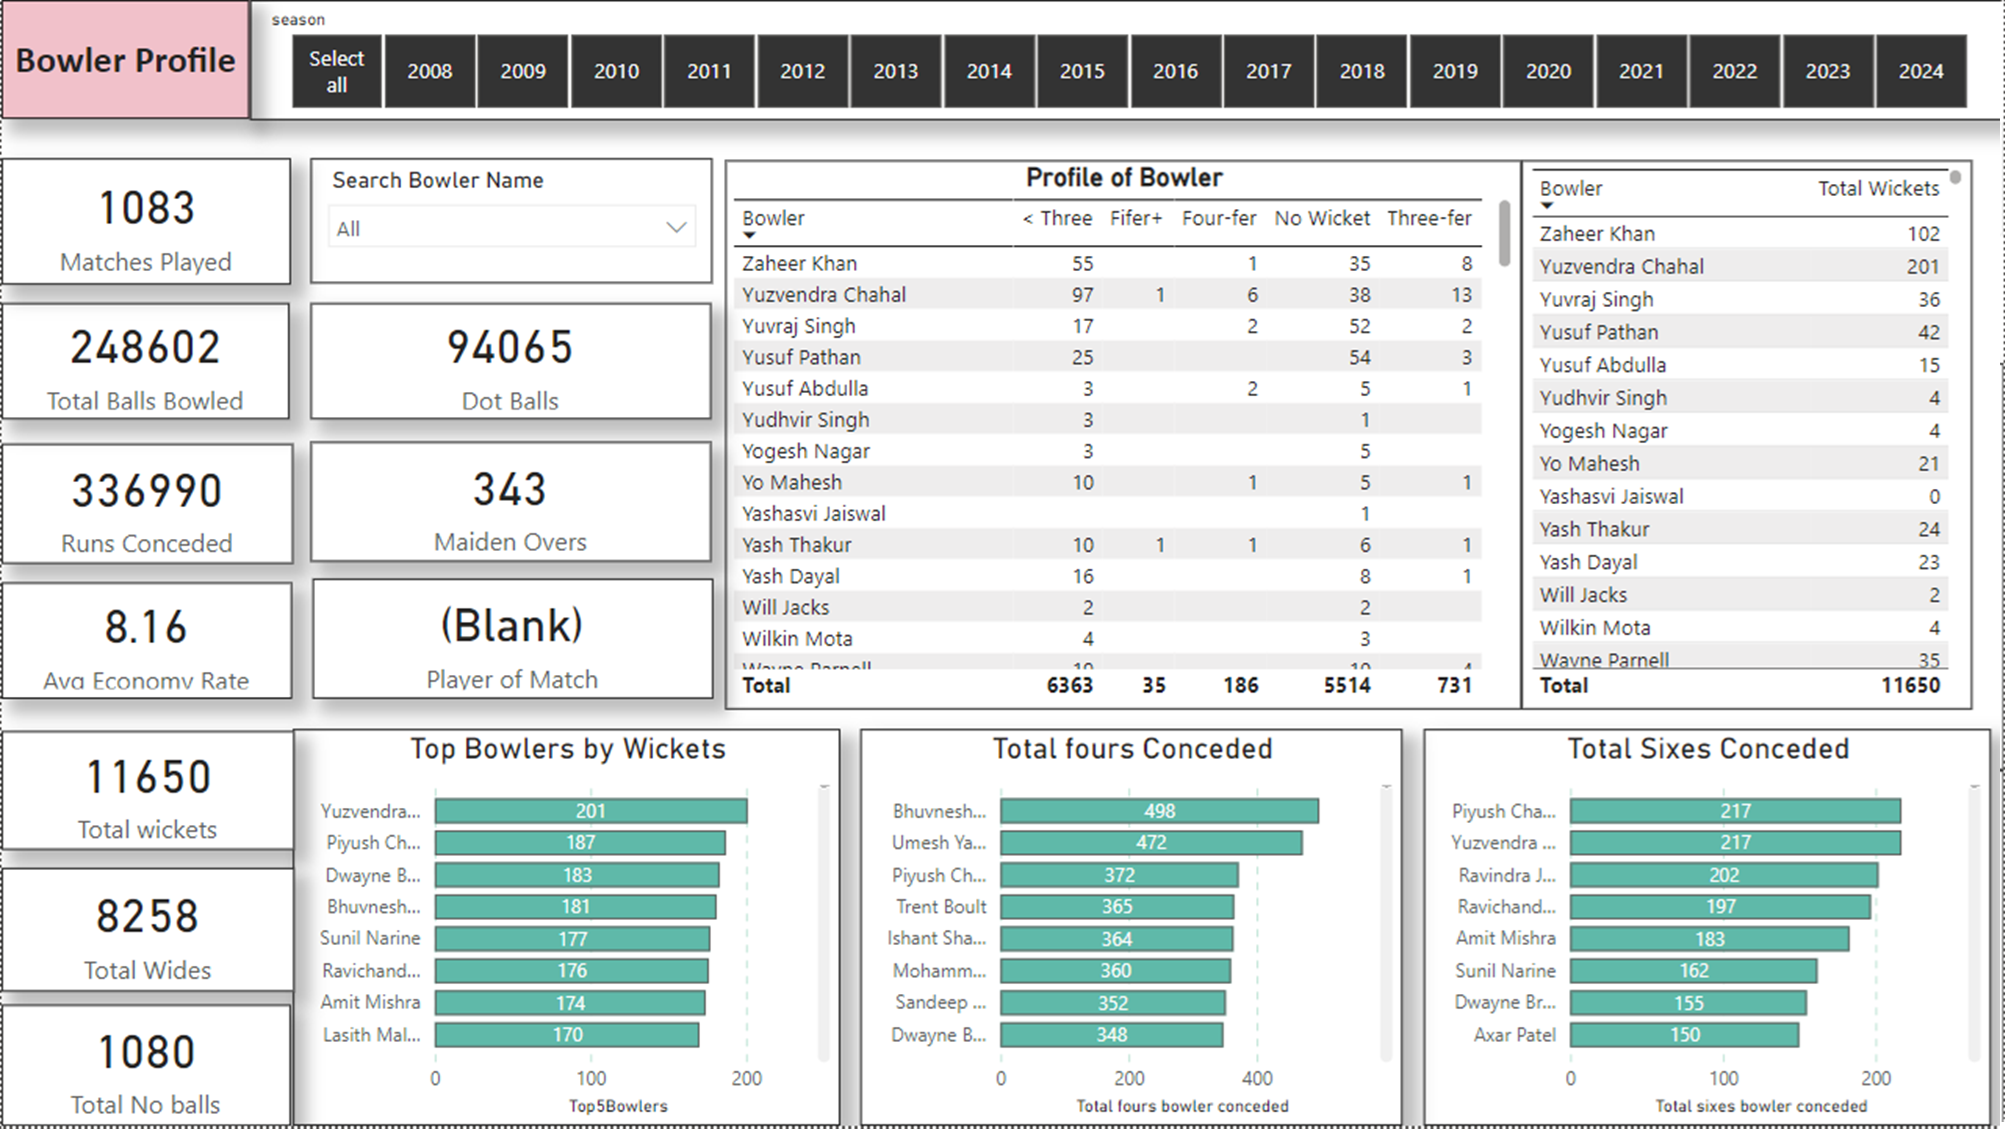 Bowler Profile
season
Select all 2008 2009 2010 2011 2012 2013 2014 2015 2016 2017 2018 2019 2020 2021 2022 2023 2024
1083
Matches Played
Search Bowler Name
All
248602
Total Balls Bowled
94065
Dot Balls
336990
Runs Conceded
343
Maiden Overs
8.16
Avg Economy Rate
(Blank)
Player of Match
Profile of Bowler
Bowler < Three Fifer+ Four-fer No Wicket Three-fer
Zaheer Khan 55 1 35 8
Yuzvendra Chahal 97 1 6 38 13
Yuvraj Singh 17 2 52 2
Yusuf Pathan 25 54 3
Yusuf Abdulla 3 2 5 1
Yudhvir Singh 3 1
Yogesh Nagar 3 5
Yo Mahesh 10 1 5 1
Yashasvi Jaiswal 1
Yash Thakur 10 1 1 6 1
Yash Dayal 16 8 1
Will Jacks 2 2
Wilkin Mota 4 3
Wayne Parnell 10 10 4
Total 6363 35 186 5514 731
Bowler Total Wickets
Zaheer Khan 102
Yuzvendra Chahal 201
Yuvraj Singh 36
Yusuf Pathan 42
Yusuf Abdulla 15
Yudhvir Singh 4
Yogesh Nagar 4
Yo Mahesh 21
Yashasvi Jaiswal 0
Yash Thakur 24
Yash Dayal 23
Will Jacks 2
Wilkin Mota 4
Wayne Parnell 35
Total 11650
11650
Total wickets
8258
Total Wides
1080
Total No balls
Top Bowlers by Wickets
Yuzvendra... 201
Piyush Ch... 187
Dwayne B... 183
Bhuvnesh... 181
Sunil Narine 177
Ravichand... 176
Amit Mishra 174
Lasith Mal... 170
0 100 200
Top5Bowlers
Total fours Conceded
Bhuvnesh... 498
Umesh Ya... 472
Piyush Ch... 372
Trent Boult 365
Ishant Sha... 364
Mohamm... 360
Sandeep ... 352
Dwayne B... 348
0 200 400
Total fours bowler conceded
Total Sixes Conceded
Piyush Cha... 217
Yuzvendra ... 217
Ravindra J... 202
Ravichand... 197
Amit Mishra 183
Sunil Narine 162
Dwayne Br... 155
Axar Patel 150
0 100 200
Total sixes bowler conceded